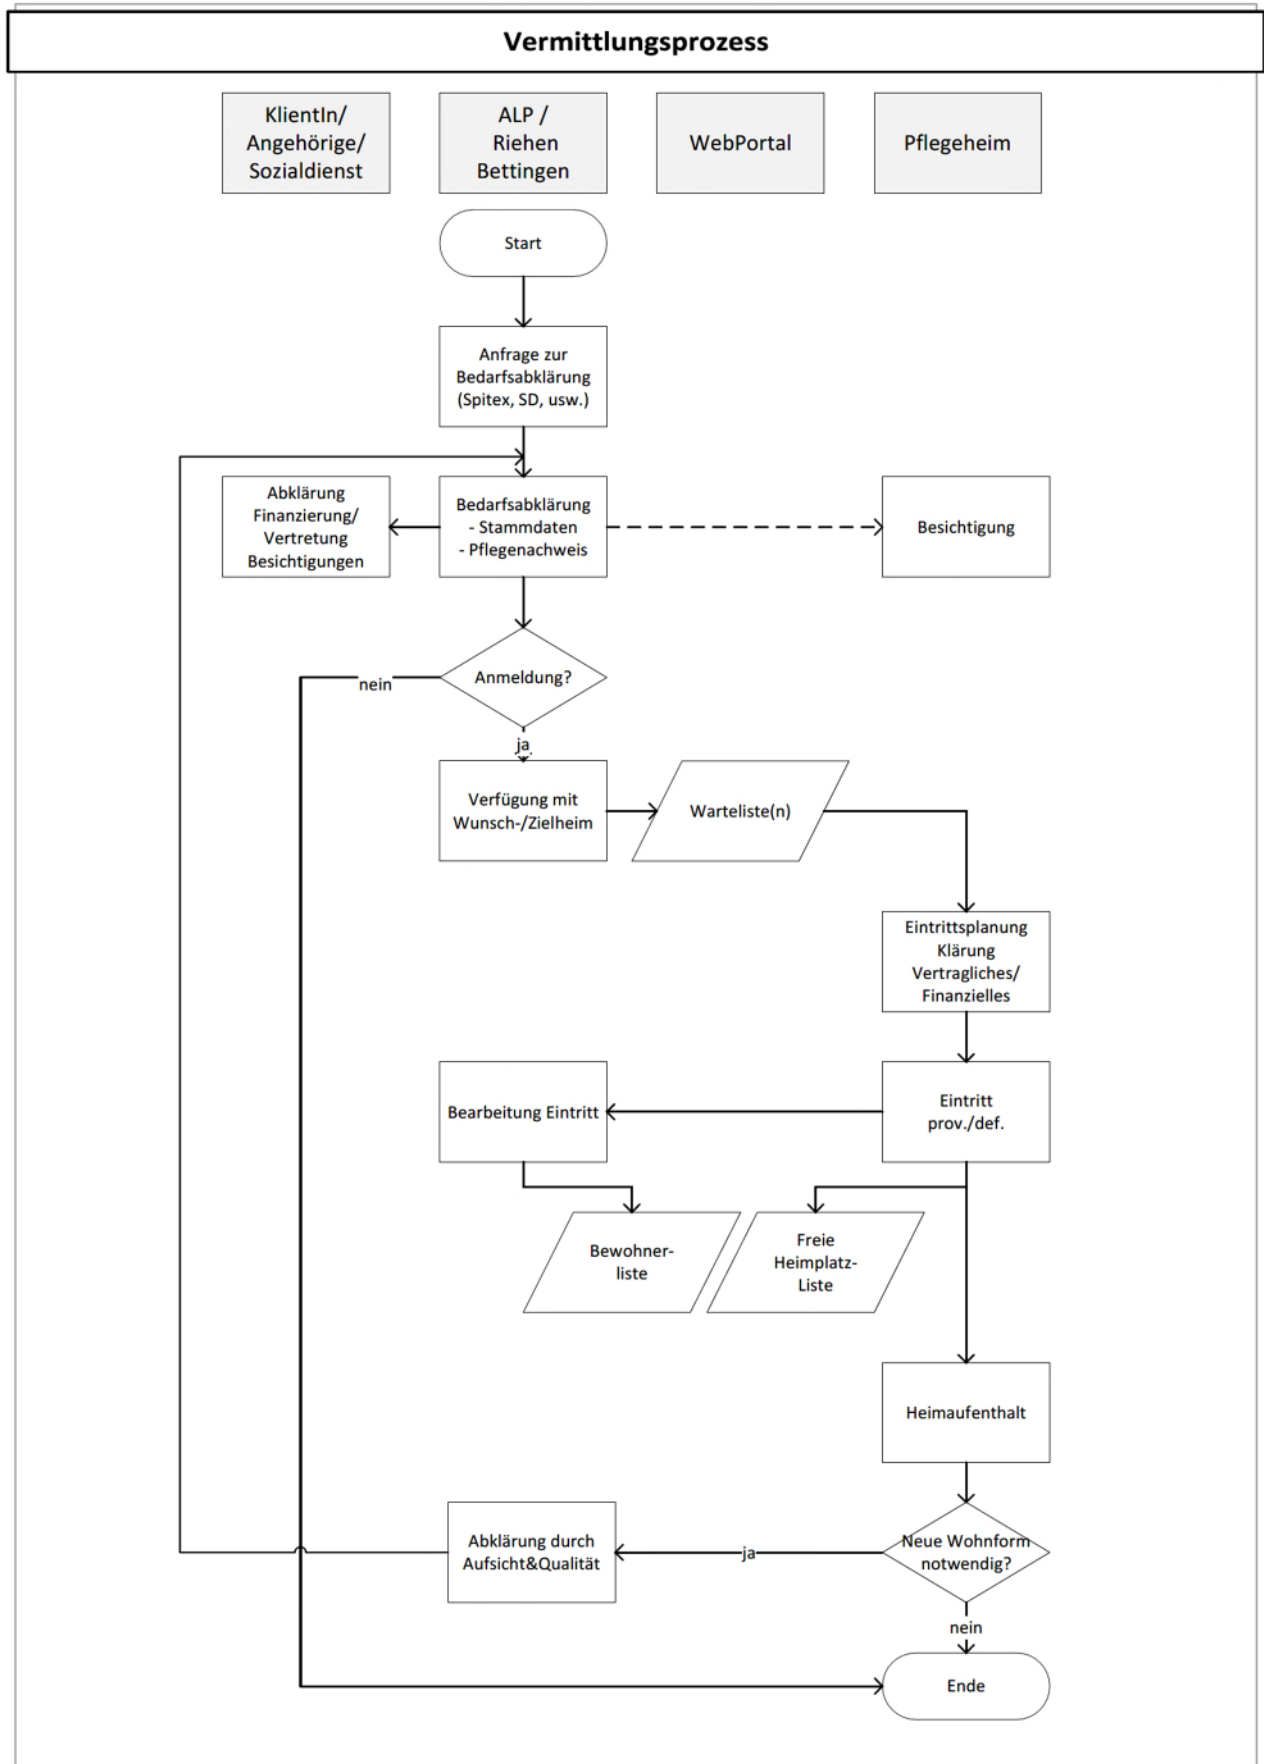 Vermittlungsprozess
KlientIn/
Angehörige/
Sozialdienst
ALP /
Riehen
Bettingen
WebPortal
Pflegeheim
Start
Anfrage zur
Bedarfsabklärung
(Spitex, SD, usw.)
Abklärung
Finanzierung/
Vertretung
Besichtigungen
Bedarfsabklärung
- Stammdaten
- Pflegenachweis
Besichtigung
Anmeldung?
nein
ja
Verfügung mit
Wunsch-/Zielheim
Warteliste(n)
Eintrittsplanung
Klärung
Vertragliches/
Finanzielles
Bearbeitung Eintritt
Eintritt
prov./def.
Bewohner-
liste
Freie
Heimplatz-
Liste
Heimaufenthalt
Abklärung durch
Aufsicht&Qualität
ja
Neue Wohnform
notwendig?
nein
Ende